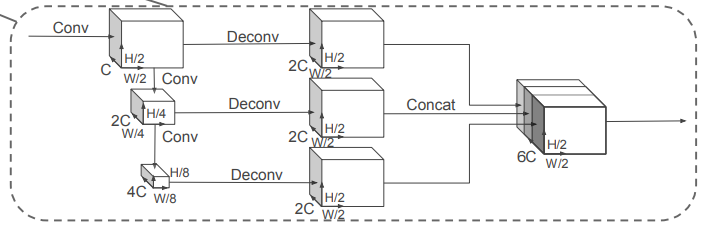 Conv
Deconv
H/2
C
W/2
Conv
H/2
2C
W/2
H/4
2C
W/4
Deconv
Conv
H/2
2C
W/2
Concat
H/8
4C
W/8
Deconv
H/2
2C
W/2
H/2
6C
W/2